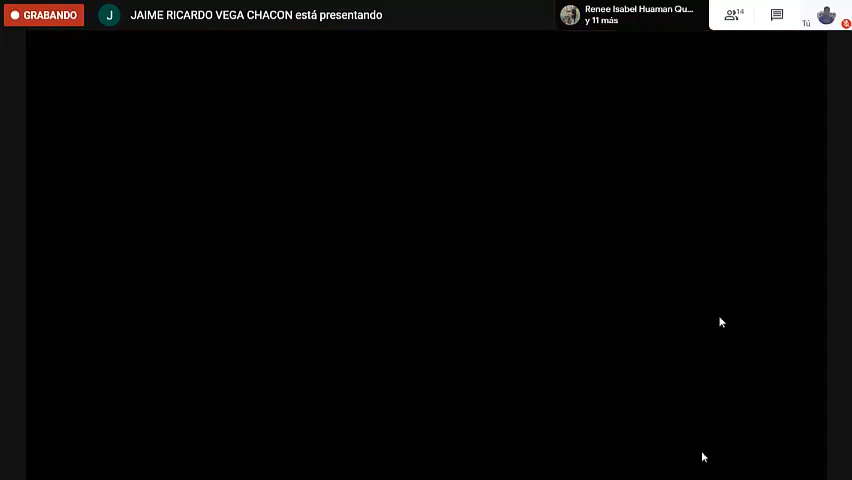 GRABANDO
J
JAIME RICARDO VEGA CHACON está presentando
Renee Isabel Huaman Qu...
y 11 más
14
Tú